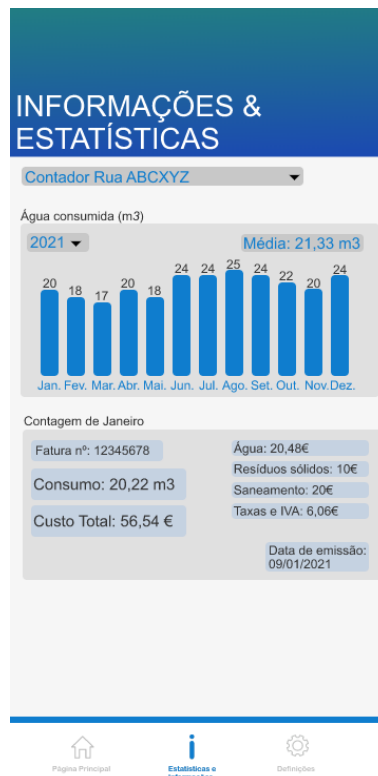 INFORMAÇÕES &
ESTATÍSTICAS
Contador Rua ABCXYZ
Água consumida (m3)
2021
Média: 21,33 m3
20 18 17 20 18 24 24 25 24 22 20 24
Jan. Fev. Mar. Abr. Mai. Jun. Jul. Ago. Set. Out. Nov. Dez.
Contagem de Janeiro
Fatura nº: 12345678
Consumo: 20,22 m3
Custo Total: 56,54 €
Água: 20,48€
Resíduos sólidos: 10€
Saneamento: 20€
Taxas e IVA: 6,06€
Data de emissão:
09/01/2021
Página Principal
Estatísticas e
Informações
Definições